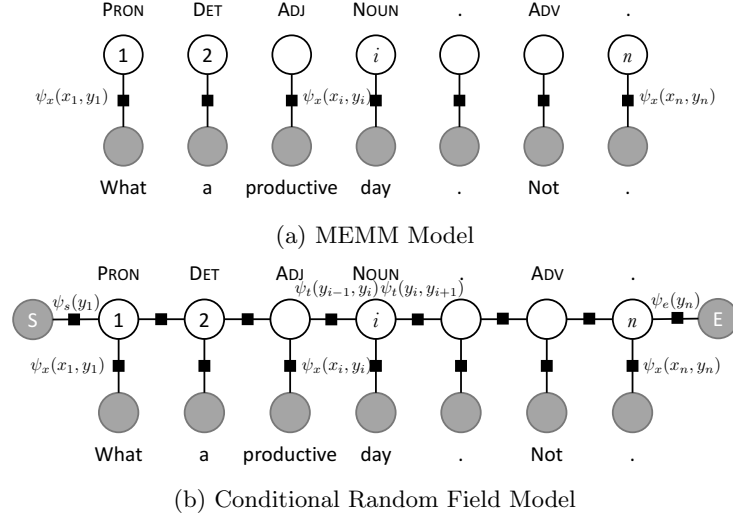 PRON DET ADJ NOUN . ADV .
1 2 i n
ψx(x1, y1) ψx(xi, yi) ψx(xn, yn)
What a productive day . Not .
(a) MEMM Model
PRON DET ADJ NOUN . ADV .
ψs(y1) ψt(yi−1, yi) ψt(yi, yi+1) ψe(yn)
S 1 2 i n E
ψx(x1, y1) ψx(xi, yi) ψx(xn, yn)
What a productive day . Not .
(b) Conditional Random Field Model